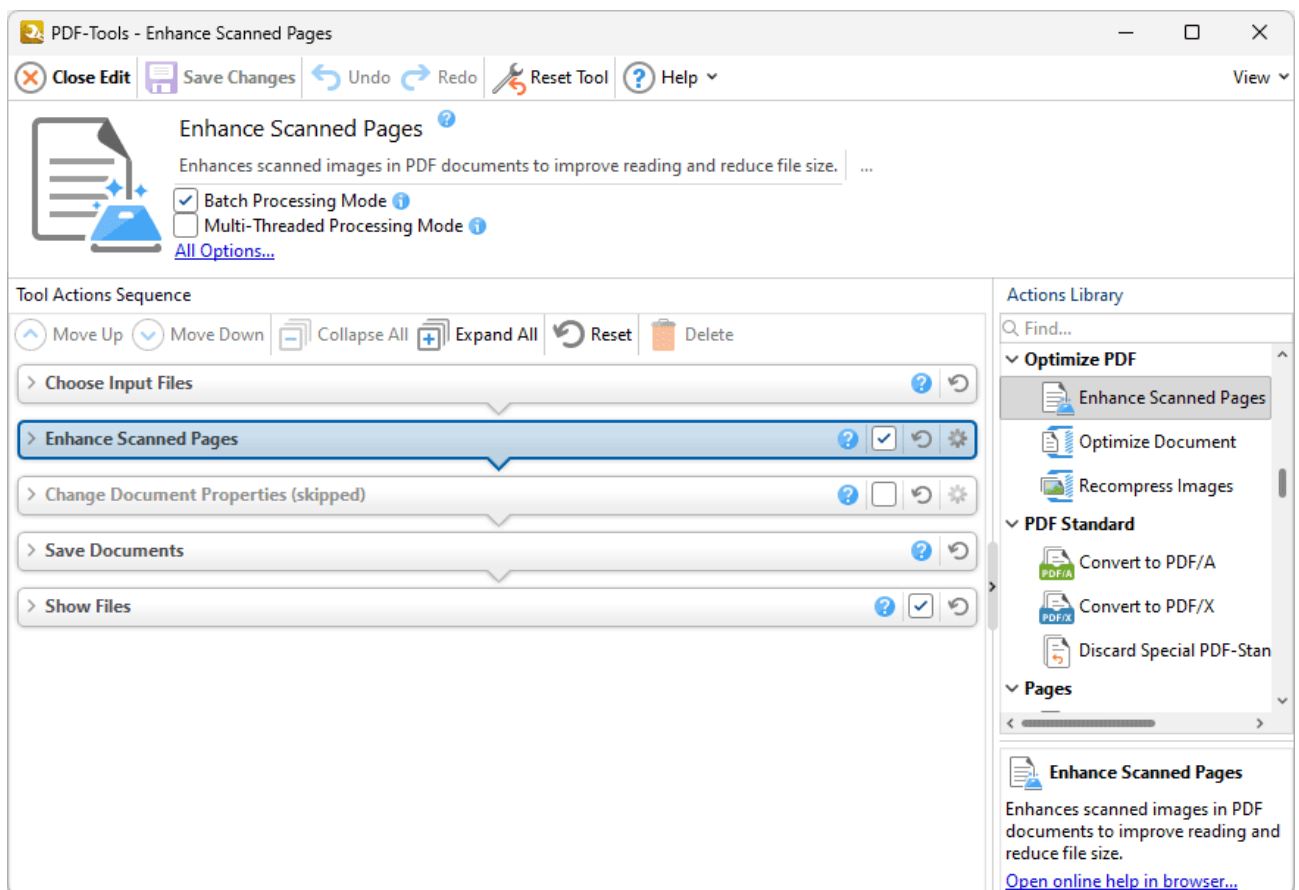 PDF-Tools - Enhance Scanned Pages
Close Edit Save Changes Undo Redo Reset Tool ? Help View
Enhance Scanned Pages ?
Enhances scanned images in PDF documents to improve reading and reduce file size. ...
Batch Processing Mode i
Multi-Threaded Processing Mode i
All Options...
Tool Actions Sequence
Move Up Move Down Collapse All Expand All Reset Delete
Choose Input Files ?
Enhance Scanned Pages ?
Change Document Properties (skipped) ?
Save Documents ?
Show Files ?
Actions Library
Find...
Optimize PDF
Enhance Scanned Pages
Optimize Document
Recompress Images
PDF Standard
PDF/A Convert to PDF/A
PDF/X Convert to PDF/X
Discard Special PDF-Stan
Pages
Enhance Scanned Pages
Enhances scanned images in PDF
documents to improve reading and
reduce file size.
Open online help in browser...